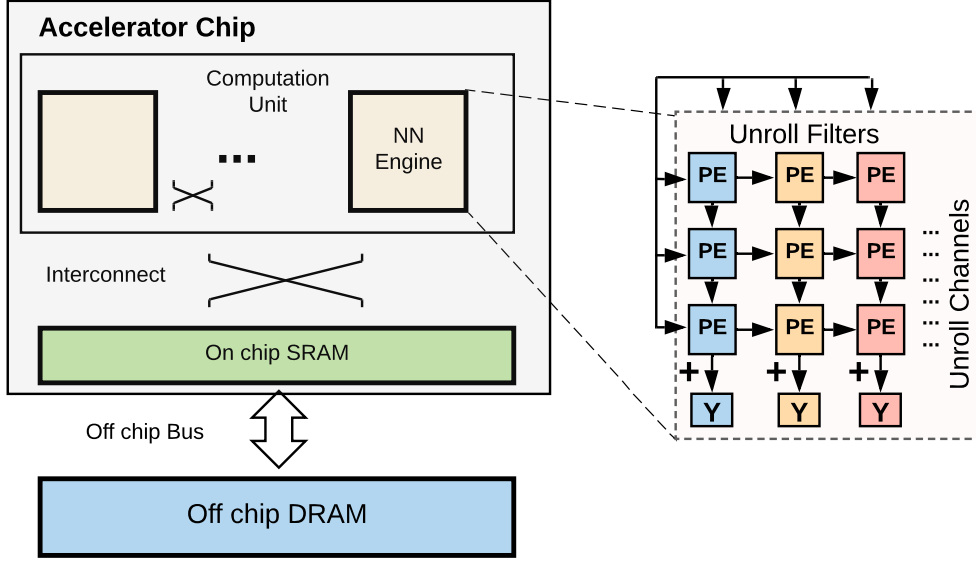 Accelerator Chip
Computation
Unit
...
NN
Engine
Interconnect
On chip SRAM
Off chip Bus
Off chip DRAM
Unroll Filters
PE PE PE
PE PE PE
PE PE PE
+ + +
Y Y Y
...
...
...
...
...
...
Unroll Channels